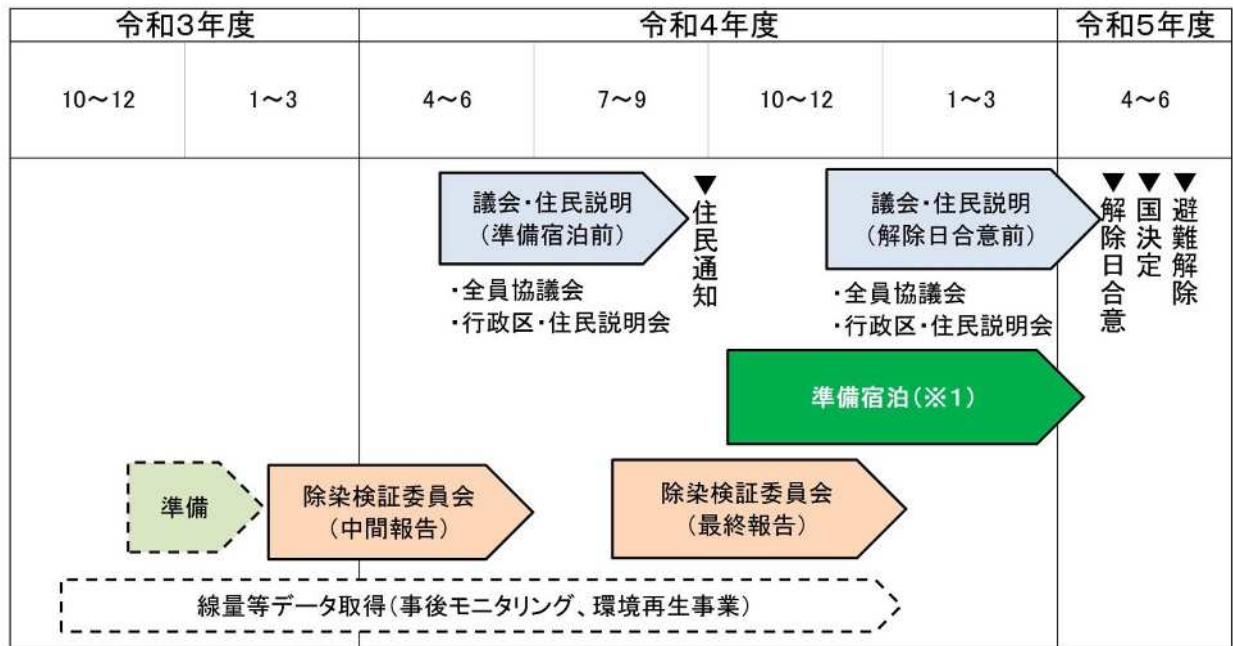 令和3年度
令和4年度
令和5年度
10～12
1～3
4～6
7～9
10～12
1～3
4～6
議会・住民説明
(準備宿泊前)
▼住民通知
議会・住民説明
(解除日合意前)
▼解除日合意
▼国決定
▼避難解除
・全員協議会
・行政区・住民説明会
・全員協議会
・行政区・住民説明会
準備宿泊(※1)
準備
除染検証委員会
(中間報告)
除染検証委員会
(最終報告)
線量等データ取得(事後モニタリング、環境再生事業)